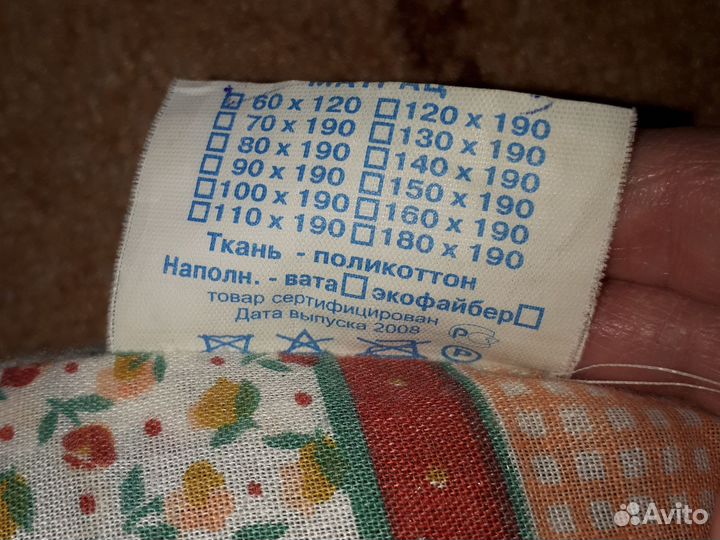 МАТРАЦ
60 x 120 120 x 190
70 x 190 130 x 190
80 x 190 140 x 190
90 x 190 150 x 190
100 x 190 160 x 190
110 x 190 180 x 190
Ткань - поликоттон
Наполн. - вата экофайбер
товар сертифицирован
Дата выпуска 2008
Р
Avito